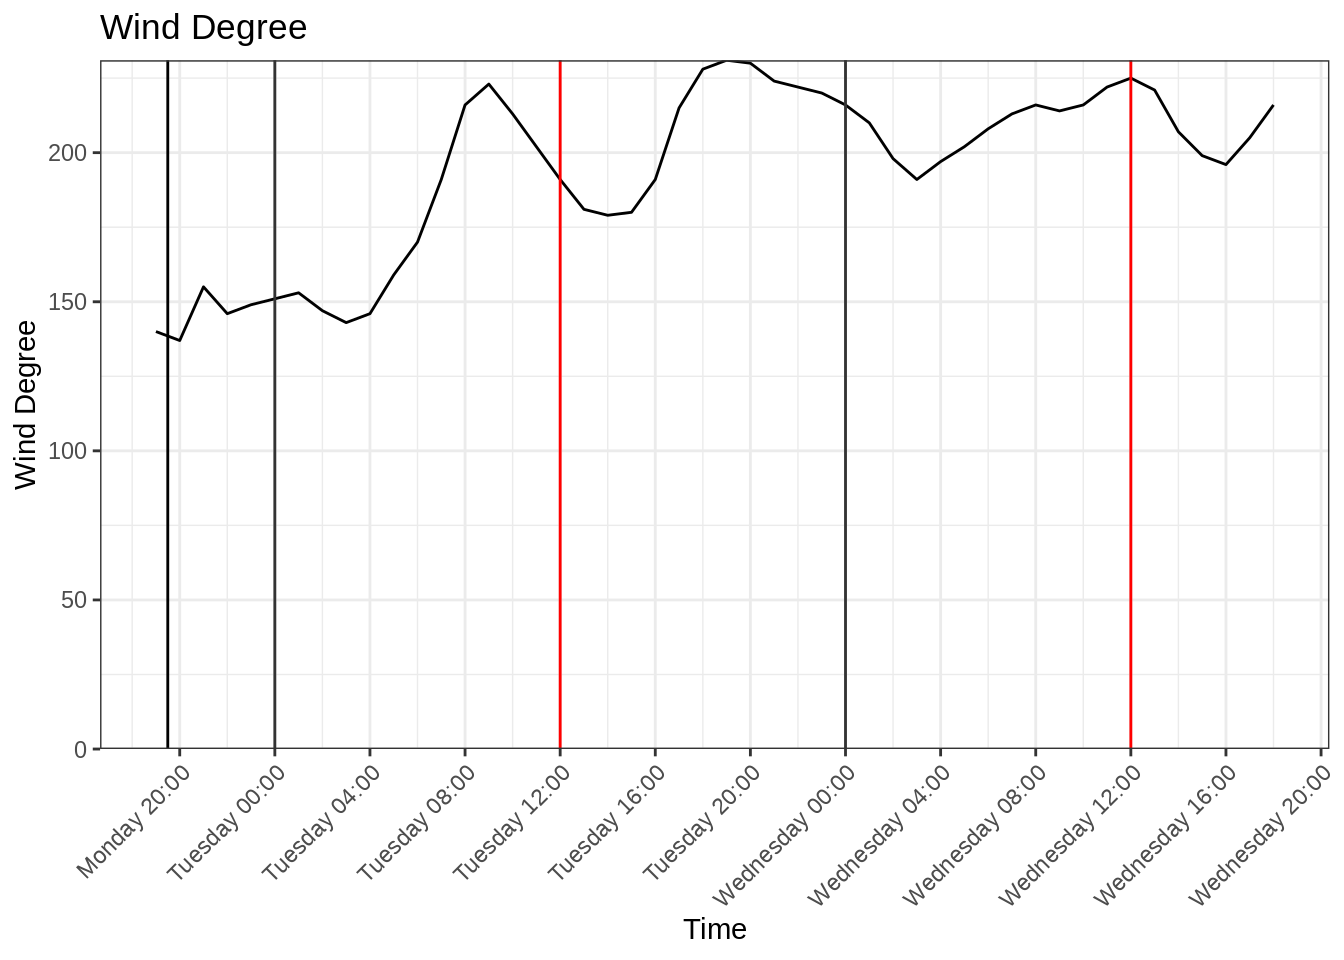 Wind Degree
Wind Degree
200
150
100
50
0
Monday 20:00
Tuesday 00:00
Tuesday 04:00
Tuesday 08:00
Tuesday 12:00
Tuesday 16:00
Tuesday 20:00
Wednesday 00:00
Wednesday 04:00
Wednesday 08:00
Wednesday 12:00
Wednesday 16:00
Wednesday 20:00
Time